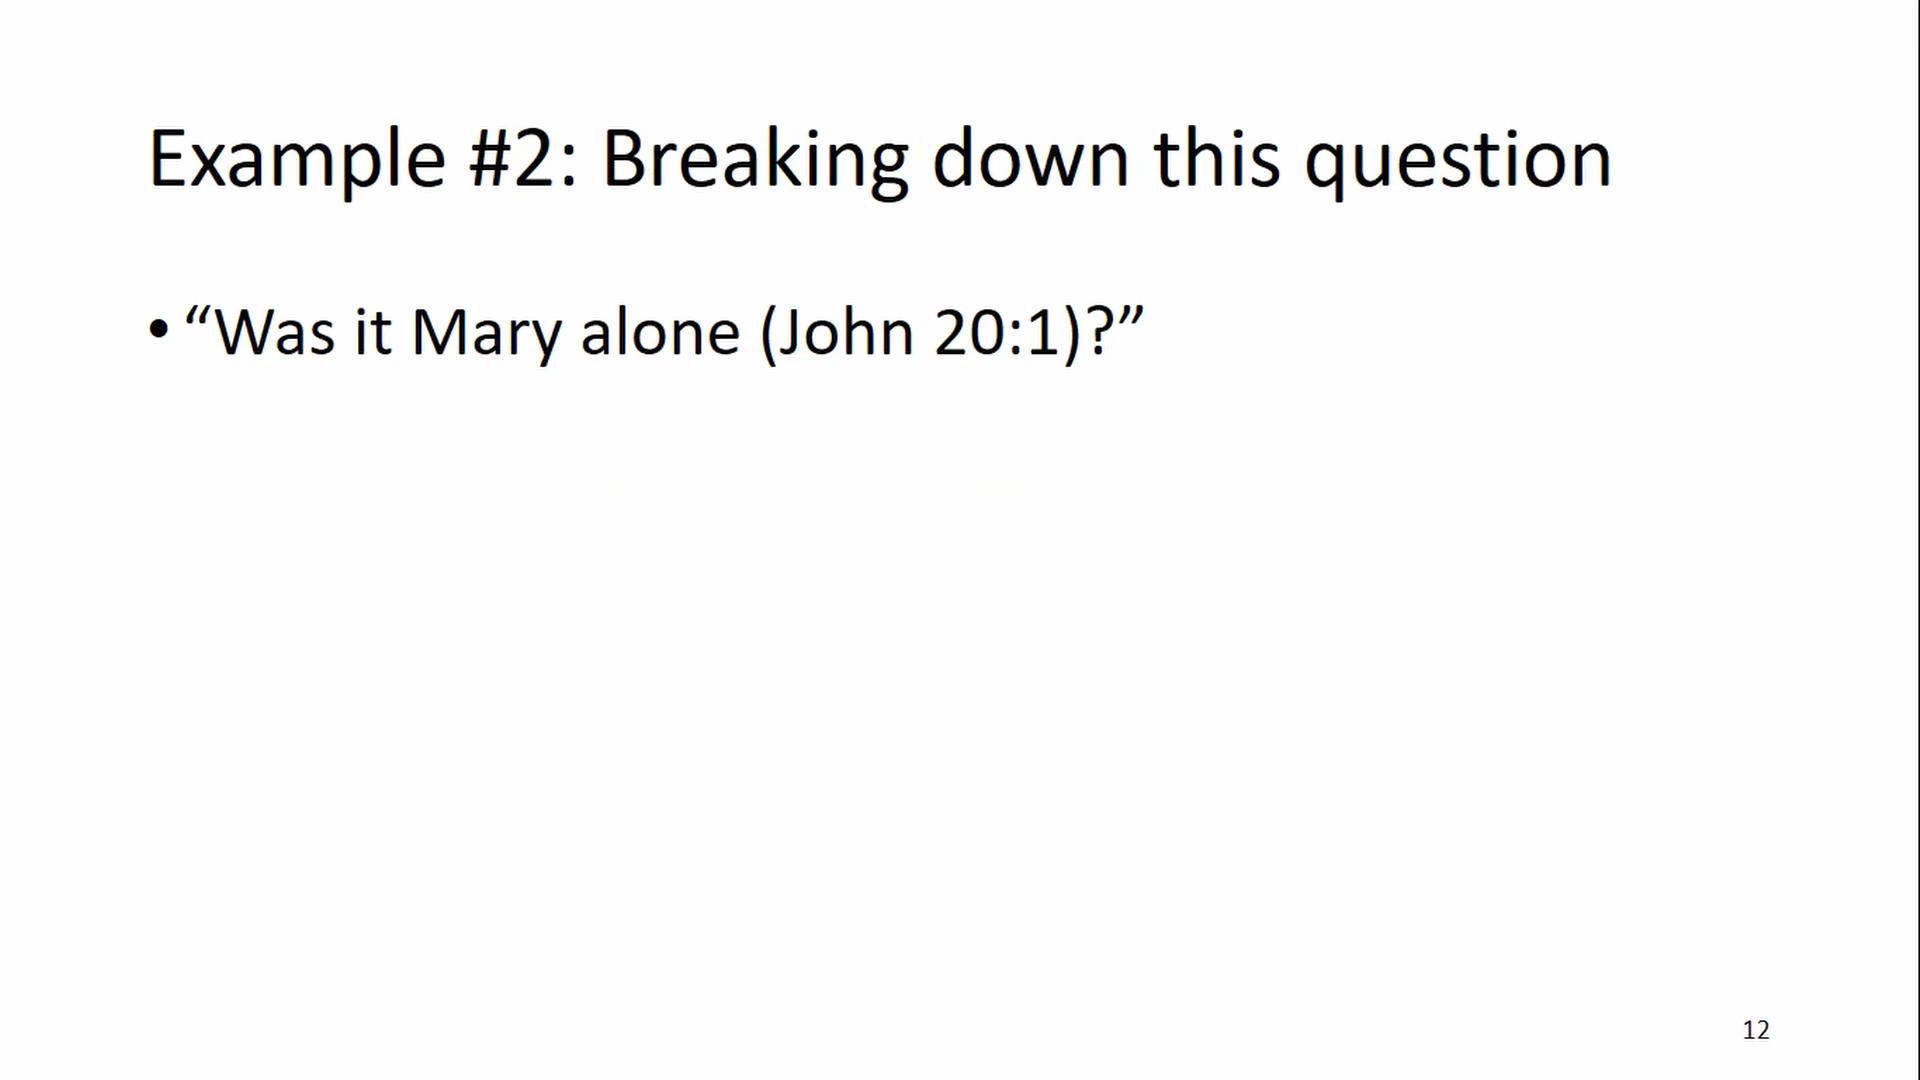 Example #2: Breaking down this question
• “Was it Mary alone (John 20:1)?”
12